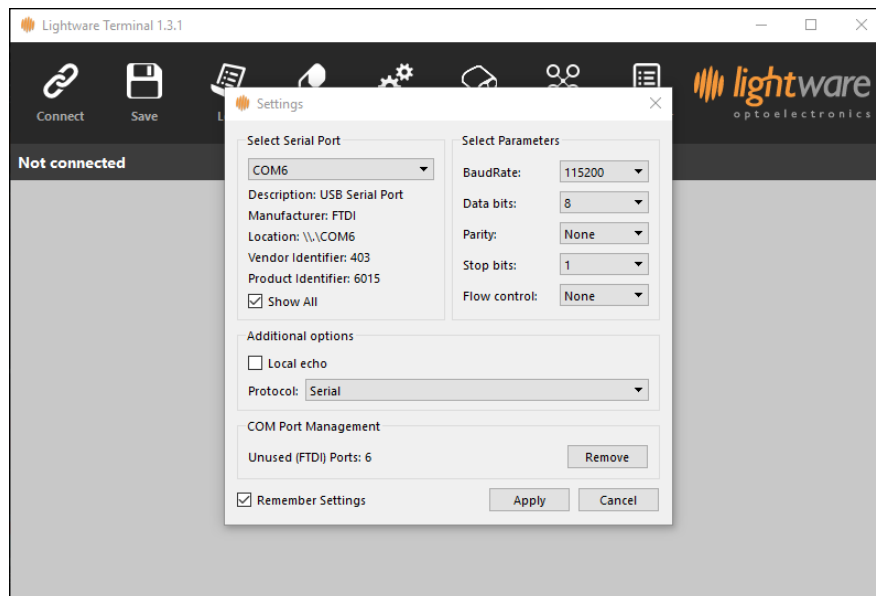 Lightware Terminal 1.3.1
Connect
Save
lightware
optoelectronics
Not connected
Settings
Select Serial Port
COM6
Description: USB Serial Port
Manufacturer: FTDI
Location: \\.\COM6
Vendor Identifier: 403
Product Identifier: 6015
Show All
Select Parameters
BaudRate: 115200
Data bits: 8
Parity: None
Stop bits: 1
Flow control: None
Additional options
Local echo
Protocol: Serial
COM Port Management
Unused (FTDI) Ports: 6
Remove
Remember Settings
Apply
Cancel